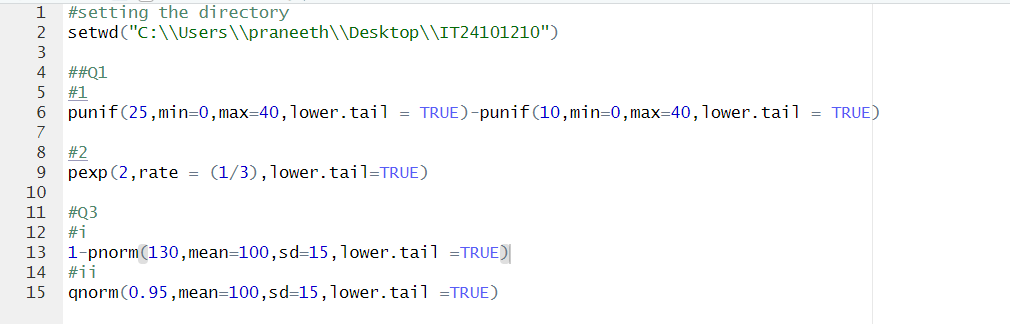 1 #setting the directory
2 setwd("C:\\Users\\praneeth\\Desktop\\IT24101210")
3
4 ##Q1
5 #1
6 punif(25,min=0,max=40,lower.tail = TRUE)-punif(10,min=0,max=40,lower.tail = TRUE)
7
8 #2
9 pexp(2,rate = (1/3),lower.tail=TRUE)
10
11 #Q3
12 #i
13 1-pnorm(130,mean=100,sd=15,lower.tail =TRUE)
14 #ii
15 qnorm(0.95,mean=100,sd=15,lower.tail =TRUE)